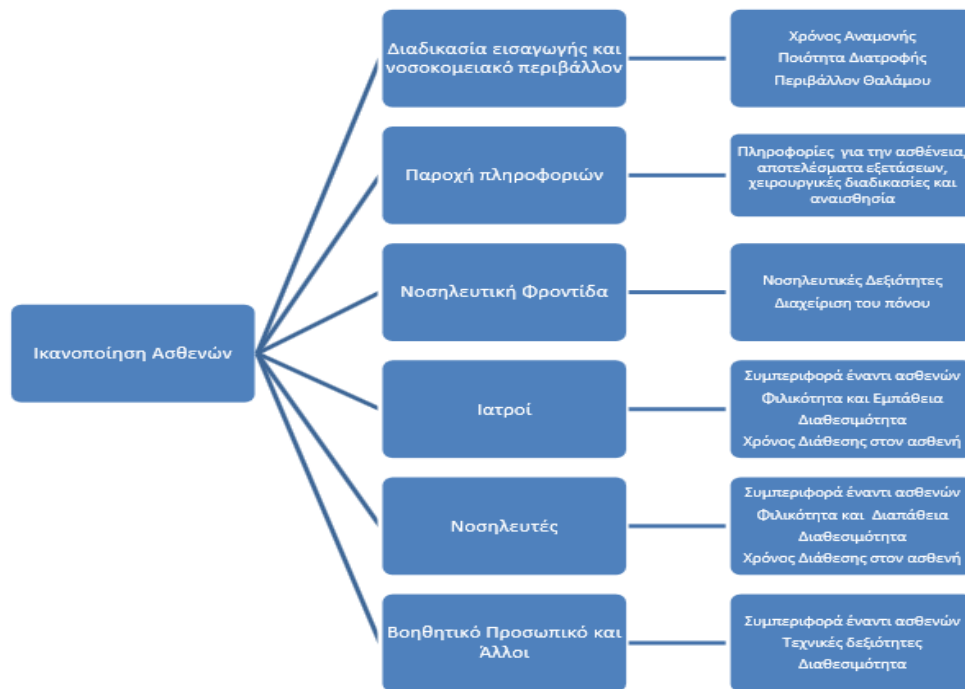 Ικανοποίηση Ασθενών
Διαδικασία εισαγωγής και
νοσοκομειακό περιβάλλον
Χρόνος Αναμονής
Ποιότητα Διατροφής
Περιβάλλον Θαλάμου
Παροχή πληροφοριών
Πληροφορίες για την ασθένεια,
αποτελέσματα εξετάσεων,
χειρουργικές διαδικασίες και
αναισθησία
Νοσηλευτική Φροντίδα
Νοσηλευτικές Δεξιότητες
Διαχείριση του πόνου
Ιατροί
Συμπεριφορά έναντι ασθενών
Φιλικότητα και Εμπάθεια
Διαθεσιμότητα
Χρόνος Διάθεσης στον ασθενή
Νοσηλευτές
Συμπεριφορά έναντι ασθενών
Φιλικότητα και Διαπάθεια
Διαθεσιμότητα
Χρόνος Διάθεσης στον ασθενή
Βοηθητικό Προσωπικό και
Άλλοι
Συμπεριφορά έναντι ασθενών
Τεχνικές δεξιότητες
Διαθεσιμότητα